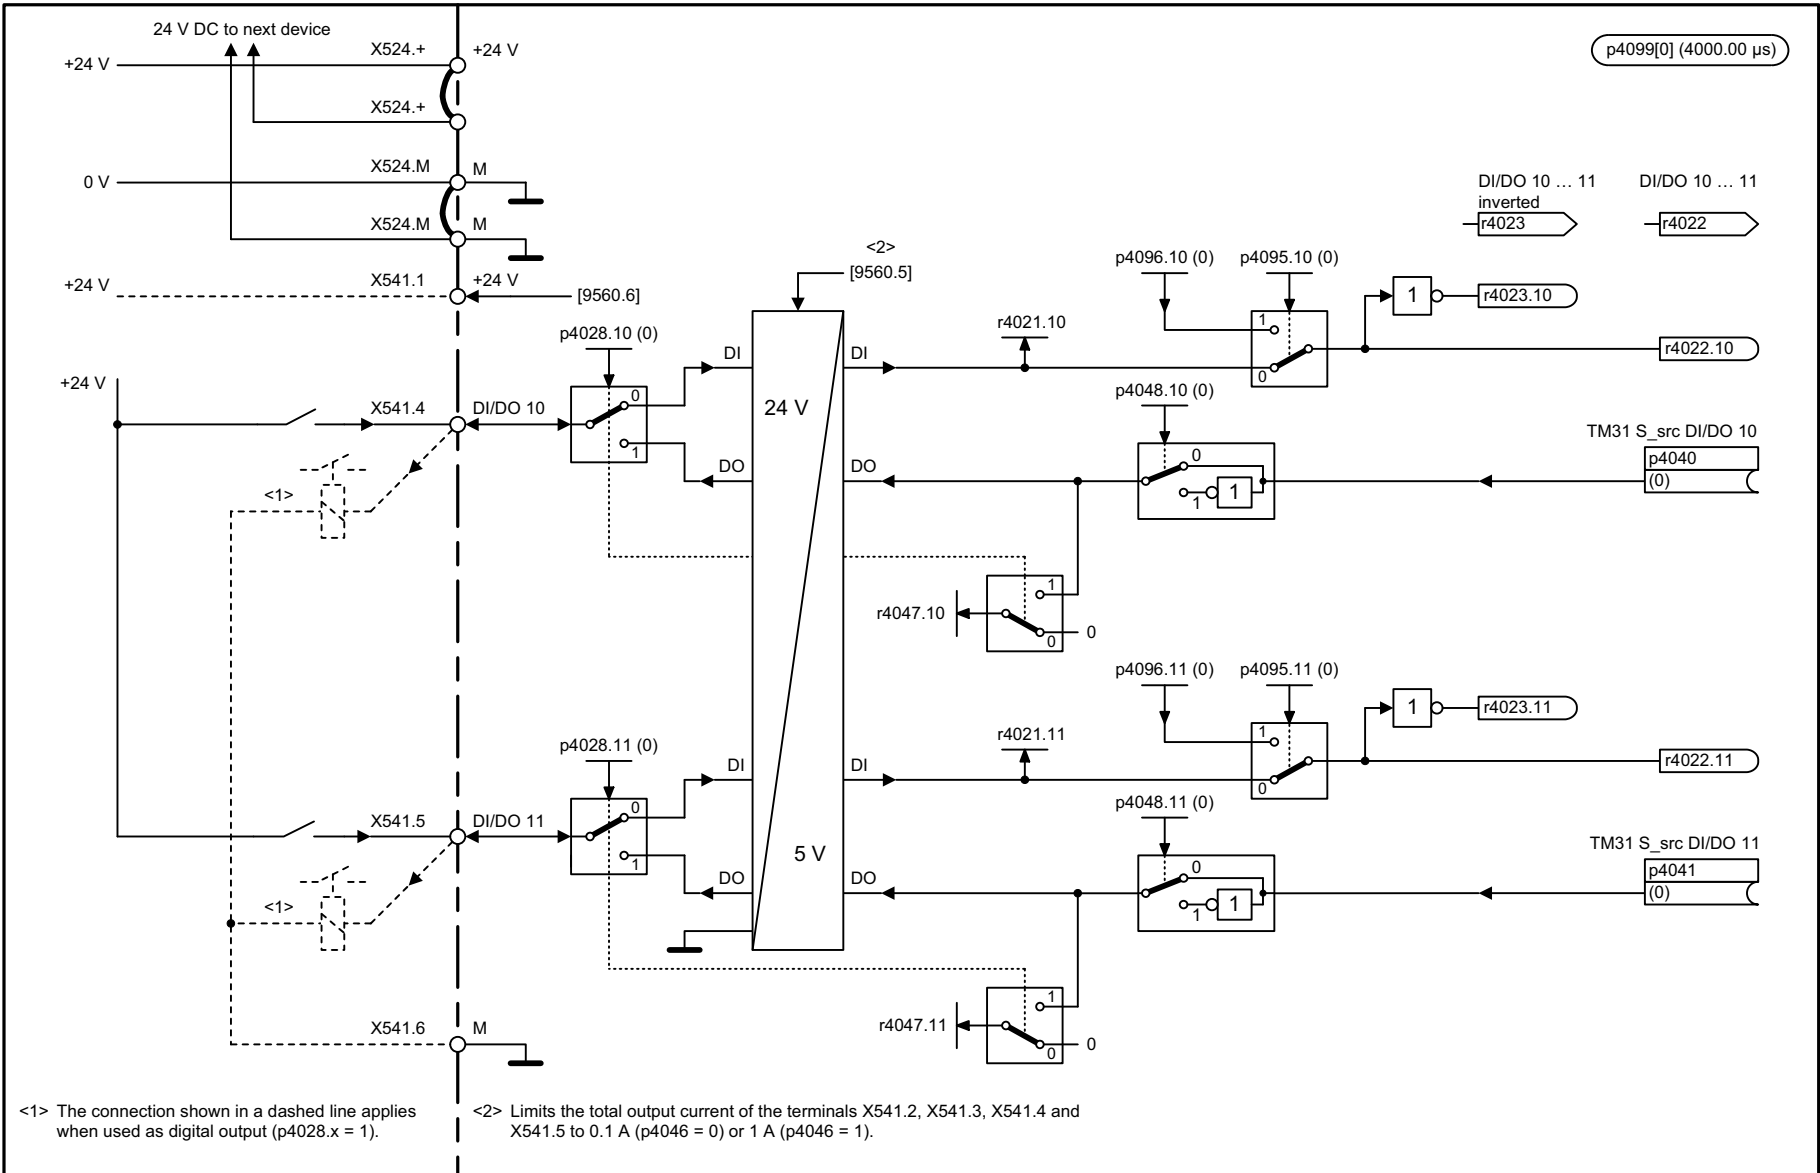 24 V DC to next device
+24 V
X524.+
+24 V
p4099[0] (4000.00 µs)
X524.+
0 V
X524.M
M
X524.M
M
DI/DO 10 … 11
inverted
r4023
DI/DO 10 … 11
r4022
+24 V
X541.1
+24 V
[9560.6]
<2>
[9560.5]
p4096.10 (0)
p4095.10 (0)
1
0
1
r4023.10
r4022.10
p4028.10 (0)
0
1
DI
DI
r4021.10
+24 V
X541.4
DI/DO 10
24 V
p4048.10 (0)
0
1
1
DO
DO
TM31 S_src DI/DO 10
p4040
(0)
<1>
r4047.10
1
0
0
p4096.11 (0)
p4095.11 (0)
1
0
1
r4023.11
r4022.11
p4028.11 (0)
0
1
DI
DI
r4021.11
X541.5
DI/DO 11
5 V
p4048.11 (0)
0
1
1
DO
DO
TM31 S_src DI/DO 11
p4041
(0)
<1>
r4047.11
1
0
0
X541.6
M
<1> The connection shown in a dashed line applies
when used as digital output (p4028.x = 1).
<2> Limits the total output current of the terminals X541.2, X541.3, X541.4 and
X541.5 to 0.1 A (p4046 = 0) or 1 A (p4046 = 1).